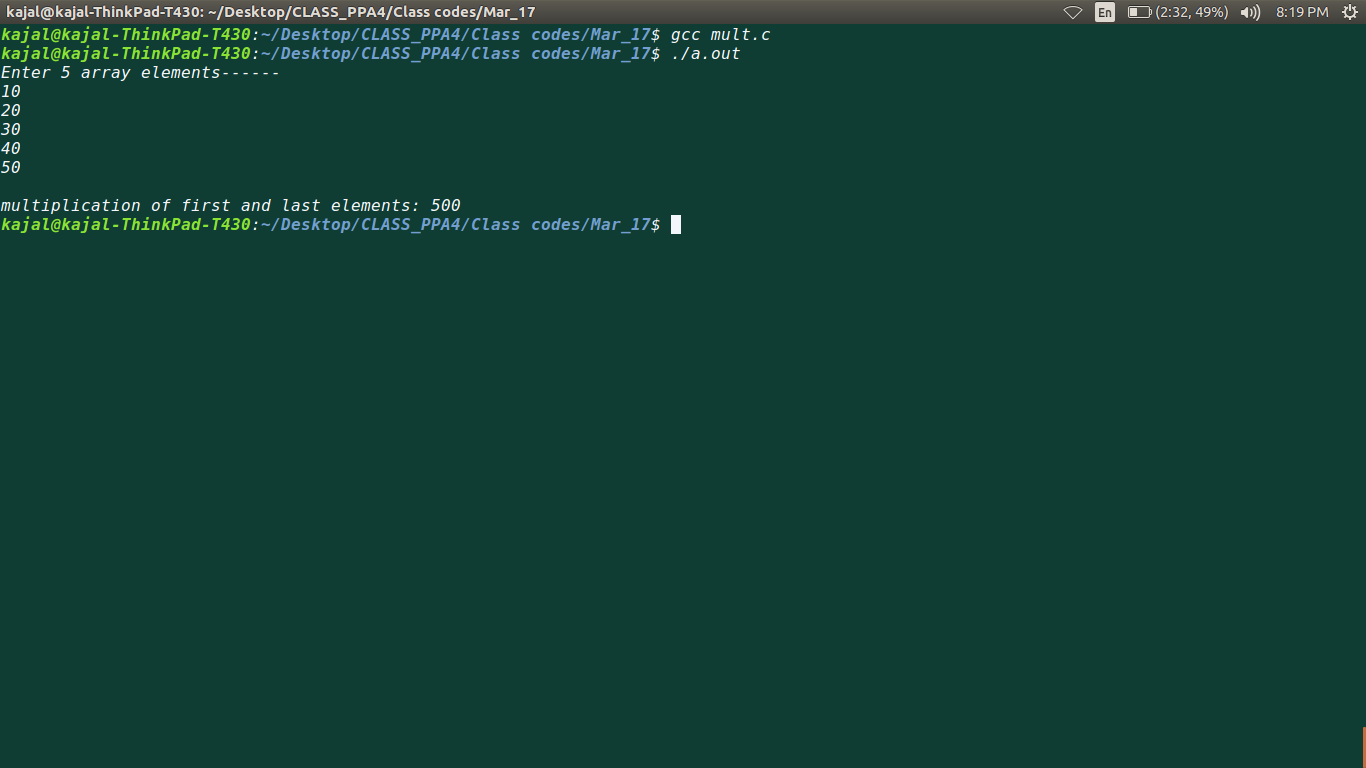 kajal@kajal-ThinkPad-T430: ~/Desktop/CLASS_PPA4/Class codes/Mar_17 En (2:32, 49%) 8:19 PM
kajal@kajal-ThinkPad-T430:~/Desktop/CLASS_PPA4/Class codes/Mar_17$ gcc mult.c
kajal@kajal-ThinkPad-T430:~/Desktop/CLASS_PPA4/Class codes/Mar_17$ ./a.out
Enter 5 array elements------
10
20
30
40
50
multiplication of first and last elements: 500
kajal@kajal-ThinkPad-T430:~/Desktop/CLASS_PPA4/Class codes/Mar_17$